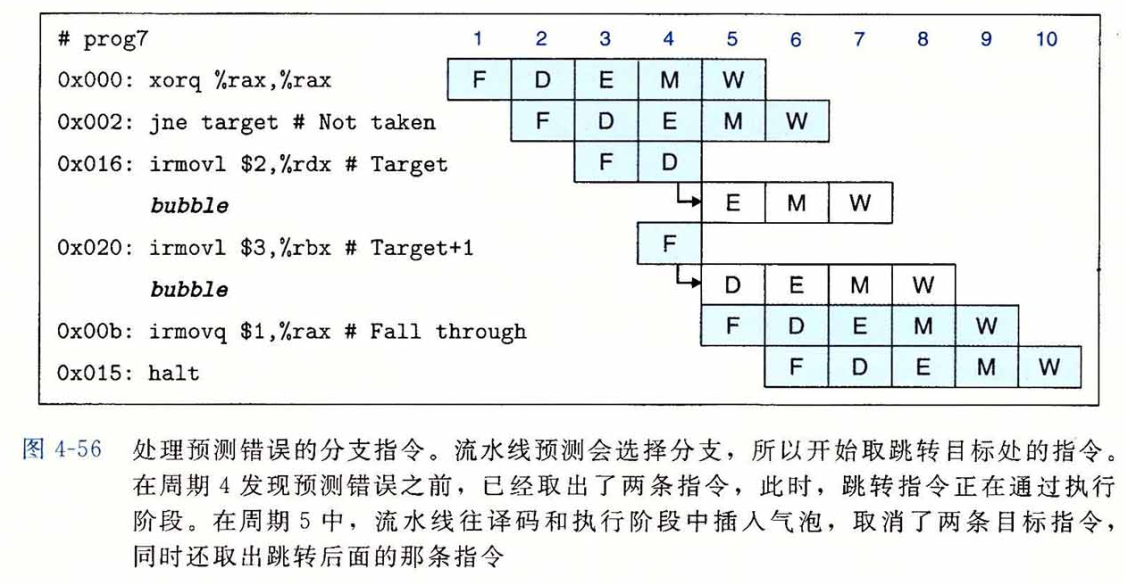 # prog7 1 2 3 4 5 6 7 8 9 10
0x000: xorq %rax,%rax F D E M W
0x002: jne target # Not taken F D E M W
0x016: irmovl $2,%rdx # Target F D
bubble E M W
0x020: irmovl $3,%rbx # Target+1 F
bubble D E M W
0x00b: irmovq $1,%rax # Fall through F D E M W
0x015: halt F D E M W
图 4-56 处理预测错误的分支指令。流水线预测会选择分支，所以开始取跳转目标处的指令。
在周期 4 发现预测错误之前，已经取出了两条指令，此时，跳转指令正在通过执行
阶段。在周期 5 中，流水线往译码和执行阶段中插入气泡，取消了两条目标指令，
同时还取出跳转后面的那条指令